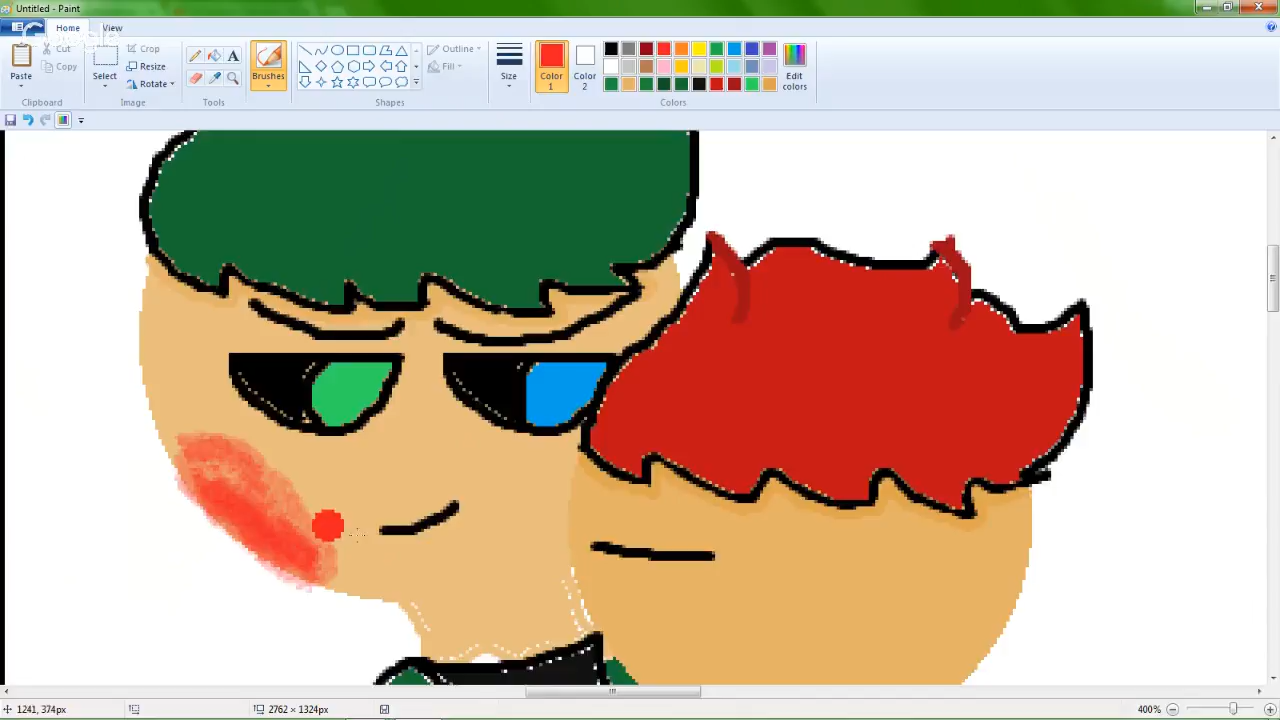 Untitled - Paint
Home
View
Paste
Cut
Copy
Clipboard
Select
Crop
Resize
Rotate
Image
A
Tools
Brushes
Outline
Fill
Shapes
Size
Color
1
Color
2
Edit
colors
Colors
1241, 374px
2762 × 1324px
400%